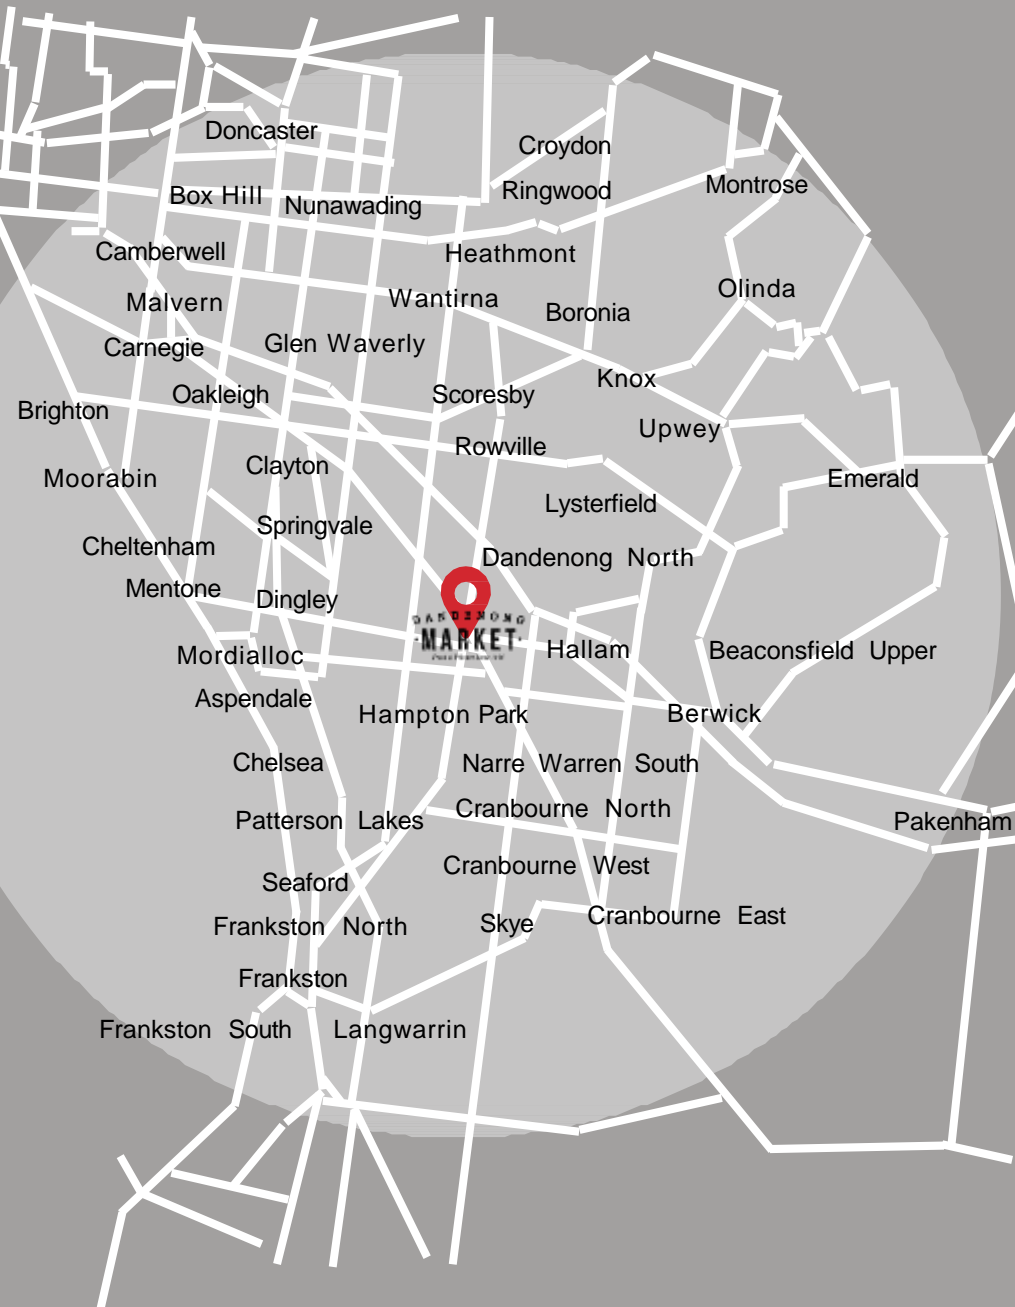 Doncaster
Croydon
Montrose
Box Hill
Nunawading
Ringwood
Camberwell
Heathmont
Malvern
Wantirna
Boronia
Olinda
Carnegie
Glen Waverly
Knox
Oakleigh
Scoresby
Brighton
Upwey
Rowville
Moorabin
Clayton
Emerald
Lysterfield
Springvale
Cheltenham
Dandenong North
Mentone
Dingley
DANDENONG
MARKET
Mordialloc
Hallam
Beaconsfield Upper
Aspendale
Hampton Park
Berwick
Chelsea
Narre Warren South
Patterson Lakes
Cranbourne North
Pakenham
Cranbourne West
Seaford
Frankston North
Skye
Cranbourne East
Frankston
Frankston South
Langwarrin